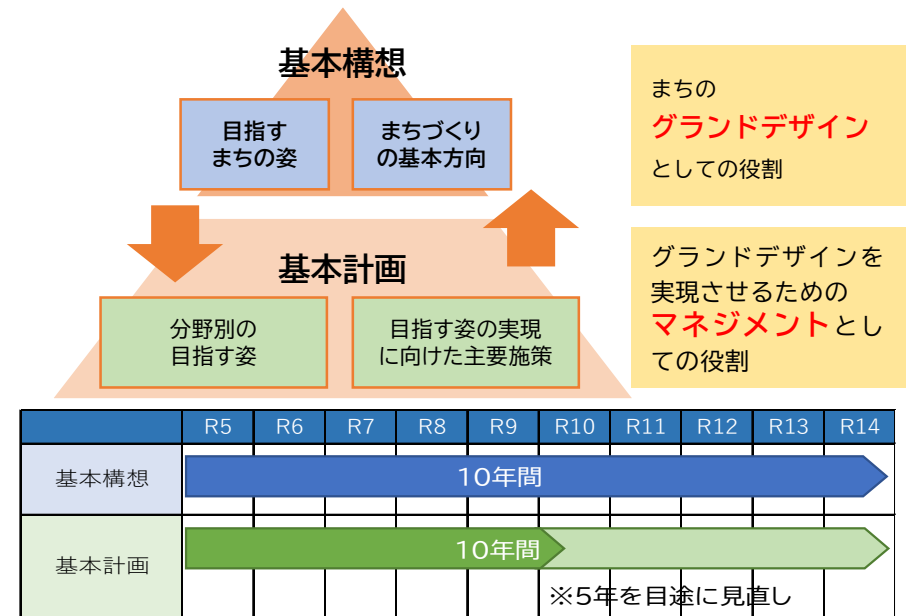 基本構想
目指す
まちの姿
まちづくり
の基本方向
まちの
グランドデザイン
としての役割
基本計画
分野別の
目指す姿
目指す姿の実現
に向けた主要施策
グランドデザインを
実現させるための
マネジメントとし
ての役割
R5 R6 R7 R8 R9 R10 R11 R12 R13 R14
基本構想 10年間
基本計画 10年間
※5年を目途に見直し